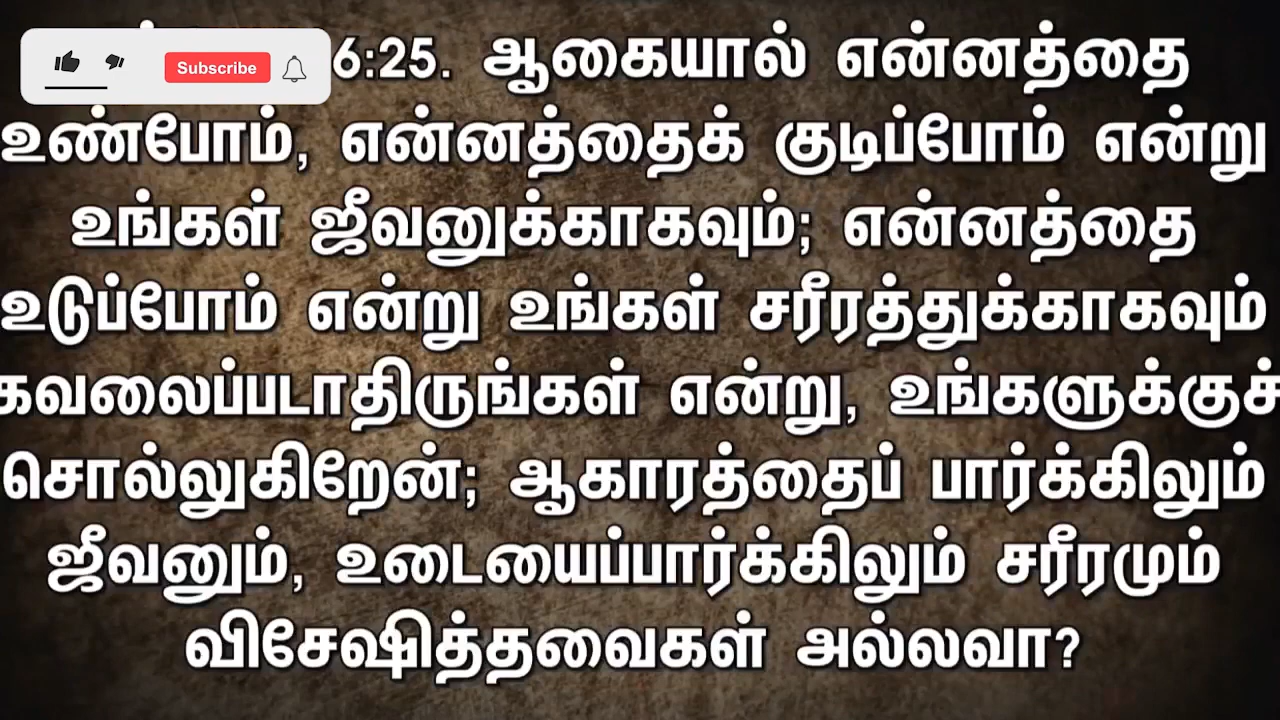 Subscribe
6:25. ஆகையால் என்னத்தை
உண்போம், என்னத்தைக் குடிப்போம் என்று
உங்கள் ஜீவனுக்காகவும்; என்னத்தை
உடுப்போம் என்று உங்கள் சரீரத்துக்காகவும்
கவலைப்படாதிருங்கள் என்று, உங்களுக்குச்
சொல்லுகிறேன்; ஆகாரத்தைப் பார்க்கிலும்
ஜீவனும், உடையைப்பார்க்கிலும் சரீரமும்
விசேஷித்தவைகள் அல்லவா?